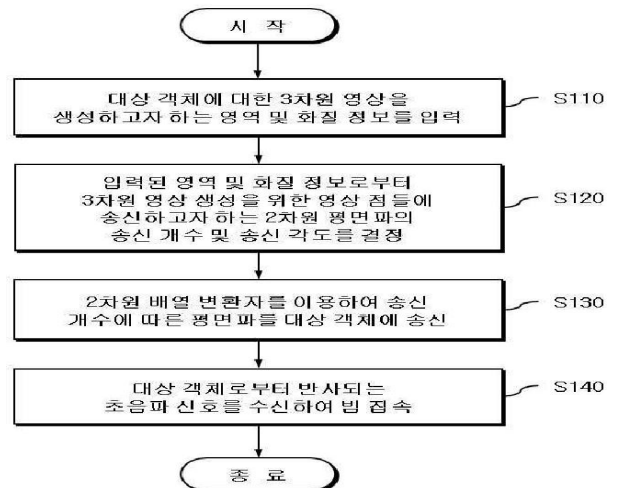 시 작
대상 객체에 대한 3차원 영상을
생성하고자 하는 영역 및 화질 정보를 입력
S110
입력된 영역 및 화질 정보로부터
3차원 영상 생성을 위한 영상 점들에
송신하고자 하는 2차원 평면파의
송신 개수 및 송신 각도를 결정
S120
2차원 배열 변환자를 이용하여 송신
개수에 따른 평면파를 대상 객체에 송신
S130
대상 객체로부터 반사되는
초음파 신호를 수신하여 빔 집속
S140
종 료